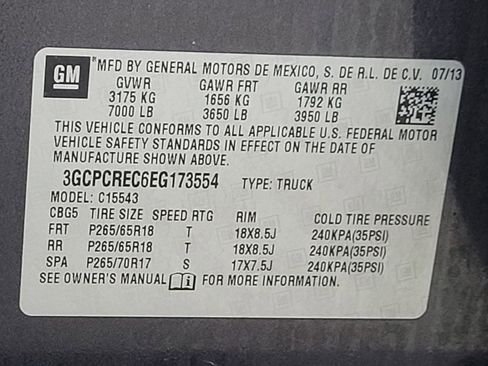 GM
MFD BY GENERAL MOTORS DE MEXICO, S. DE R.L. DE C.V. 07/13
GVWR GAWR FRT GAWR RR
3175 KG 1656 KG 1792 KG
7000 LB 3650 LB 3950 LB
THIS VEHICLE CONFORMS TO ALL APPLICABLE U.S. FEDERAL MOTOR
VEHICLE SAFETY STANDARDS IN EFFECT ON THE DATE OF
MANUFACTURE SHOWN ABOVE.
3GCPCREC6EG173554 TYPE: TRUCK
MODEL: C15543
CBG5 TIRE SIZE SPEED RTG RIM COLD TIRE PRESSURE
FRT P265/65R18 T 18X8.5J 240KPA(35PSI)
RR P265/65R18 T 18X8.5J 240KPA(35PSI)
SPA P265/70R17 S 17X7.5J 240KPA(35PSI)
SEE OWNER'S MANUAL FOR MORE INFORMATION.